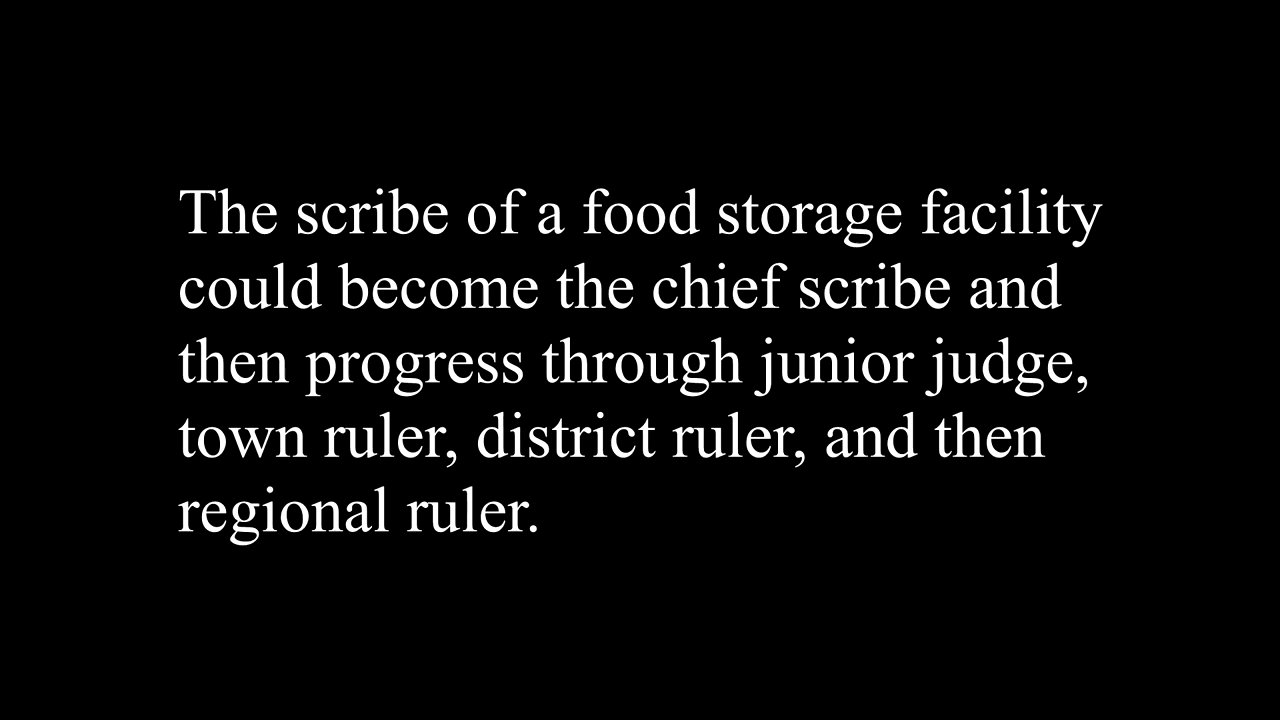 The scribe of a food storage facility
could become the chief scribe and
then progress through junior judge,
town ruler, district ruler, and then
regional ruler.